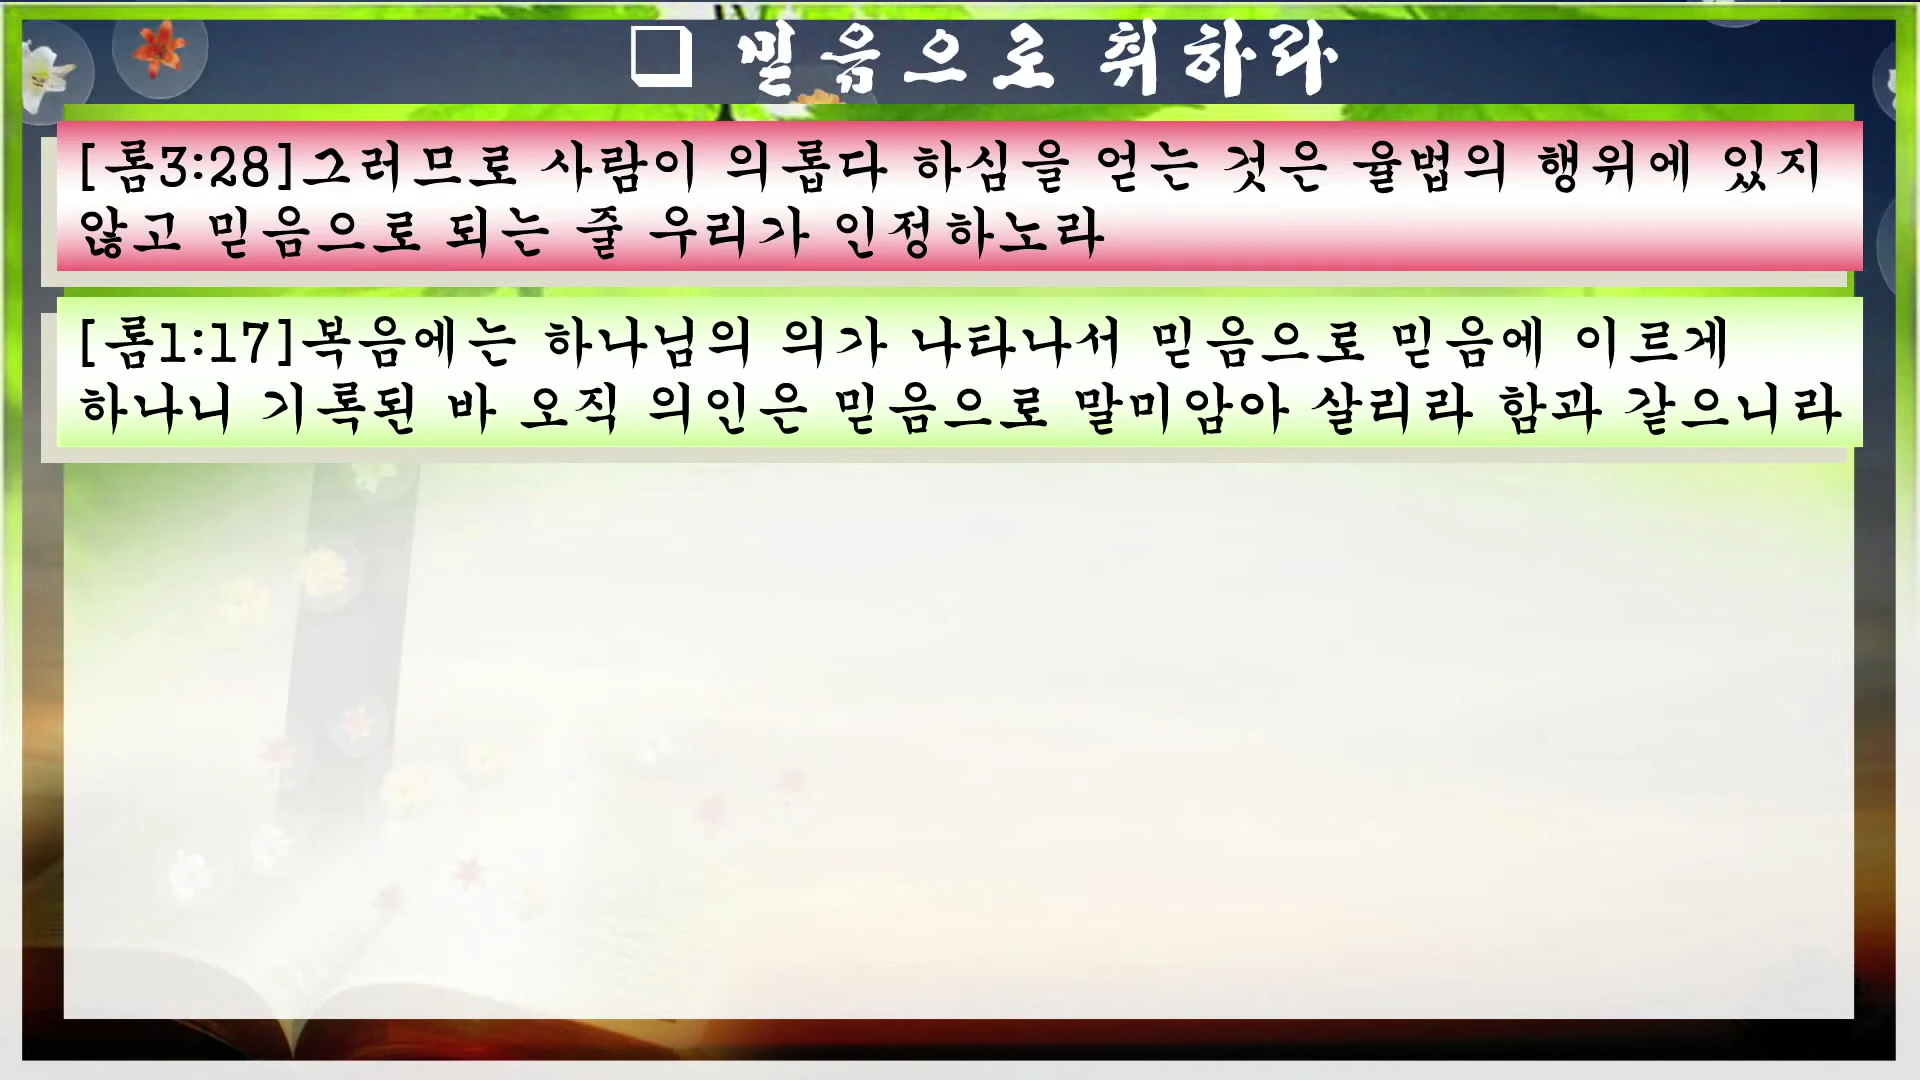 ❑ 믿음으로 취하라
[롬3:28]그러므로 사람이 의롭다 하심을 얻는 것은 율법의 행위에 있지
않고 믿음으로 되는 줄 우리가 인정하노라
[롬1:17]복음에는 하나님의 의가 나타나서 믿음으로 믿음에 이르게
하나니 기록된 바 오직 의인은 믿음으로 말미암아 살리라 함과 같으니라